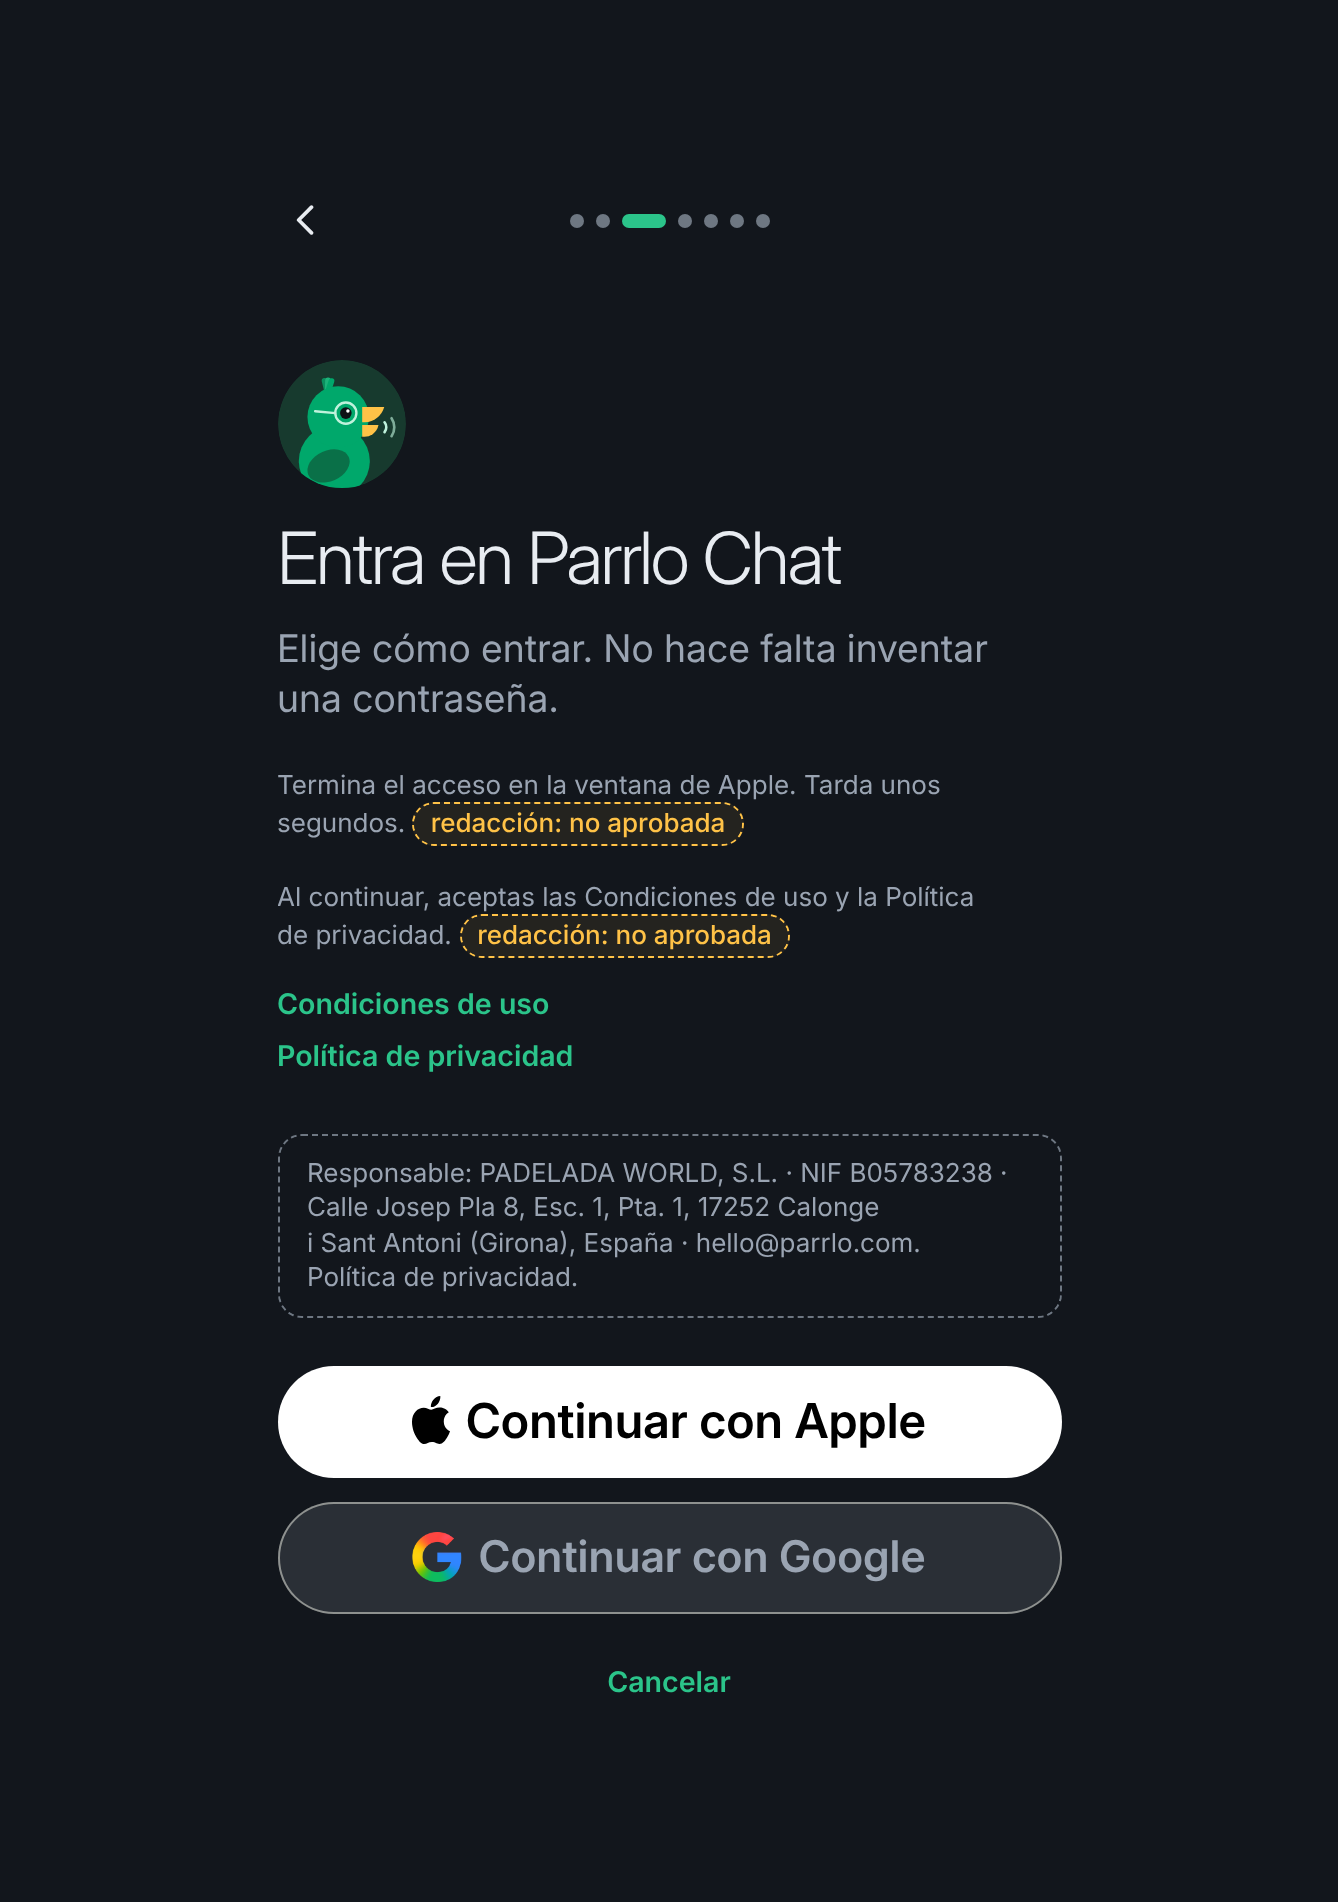 Entra en Parrlo Chat
Elige cómo entrar. No hace falta inventar
una contraseña.
Termina el acceso en la ventana de Apple. Tarda unos
segundos. redacción: no aprobada
Al continuar, aceptas las Condiciones de uso y la Política
de privacidad. redacción: no aprobada
Condiciones de uso
Política de privacidad
Responsable: PADELADA WORLD, S.L. · NIF B05783238 ·
Calle Josep Pla 8, Esc. 1, Pta. 1, 17252 Calonge
i Sant Antoni (Girona), España · hello@parrlo.com.
Política de privacidad.
Continuar con Apple
Continuar con Google
Cancelar